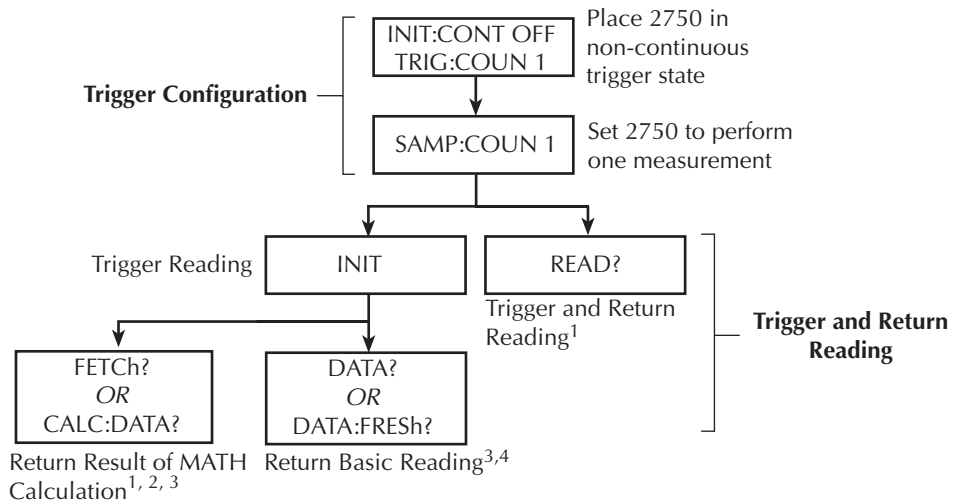 INIT:CONT OFF
TRIG:COUN 1
Place 2750 in
non-continuous
trigger state
Trigger Configuration
SAMP:COUN 1
Set 2750 to perform
one measurement
Trigger Reading
INIT
READ?
Trigger and Return
Reading1
Trigger and Return
Reading
FETCh?
OR
CALC:DATA?
DATA?
OR
DATA:FRESh?
Return Result of MATH
Calculation1, 2, 3
Return Basic Reading3,4